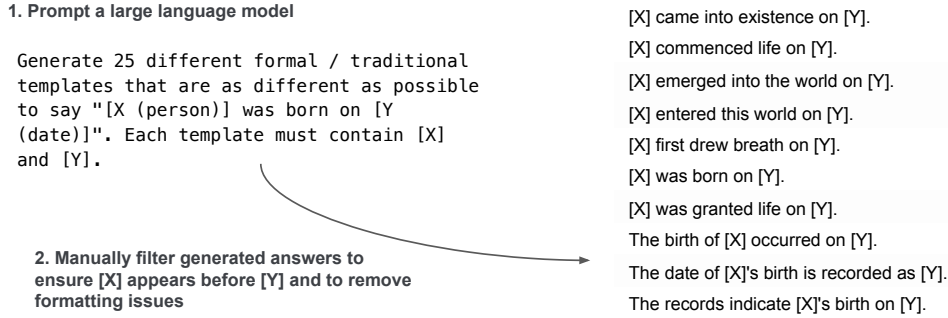 1. Prompt a large language model
Generate 25 different formal / traditional
templates that are as different as possible
to say "[X (person)] was born on [Y
(date)]". Each template must contain [X]
and [Y].
2. Manually filter generated answers to
ensure [X] appears before [Y] and to remove
formatting issues
[X] came into existence on [Y].
[X] commenced life on [Y].
[X] emerged into the world on [Y].
[X] entered this world on [Y].
[X] first drew breath on [Y].
[X] was born on [Y].
[X] was granted life on [Y].
The birth of [X] occurred on [Y].
The date of [X]'s birth is recorded as [Y].
The records indicate [X]'s birth on [Y].